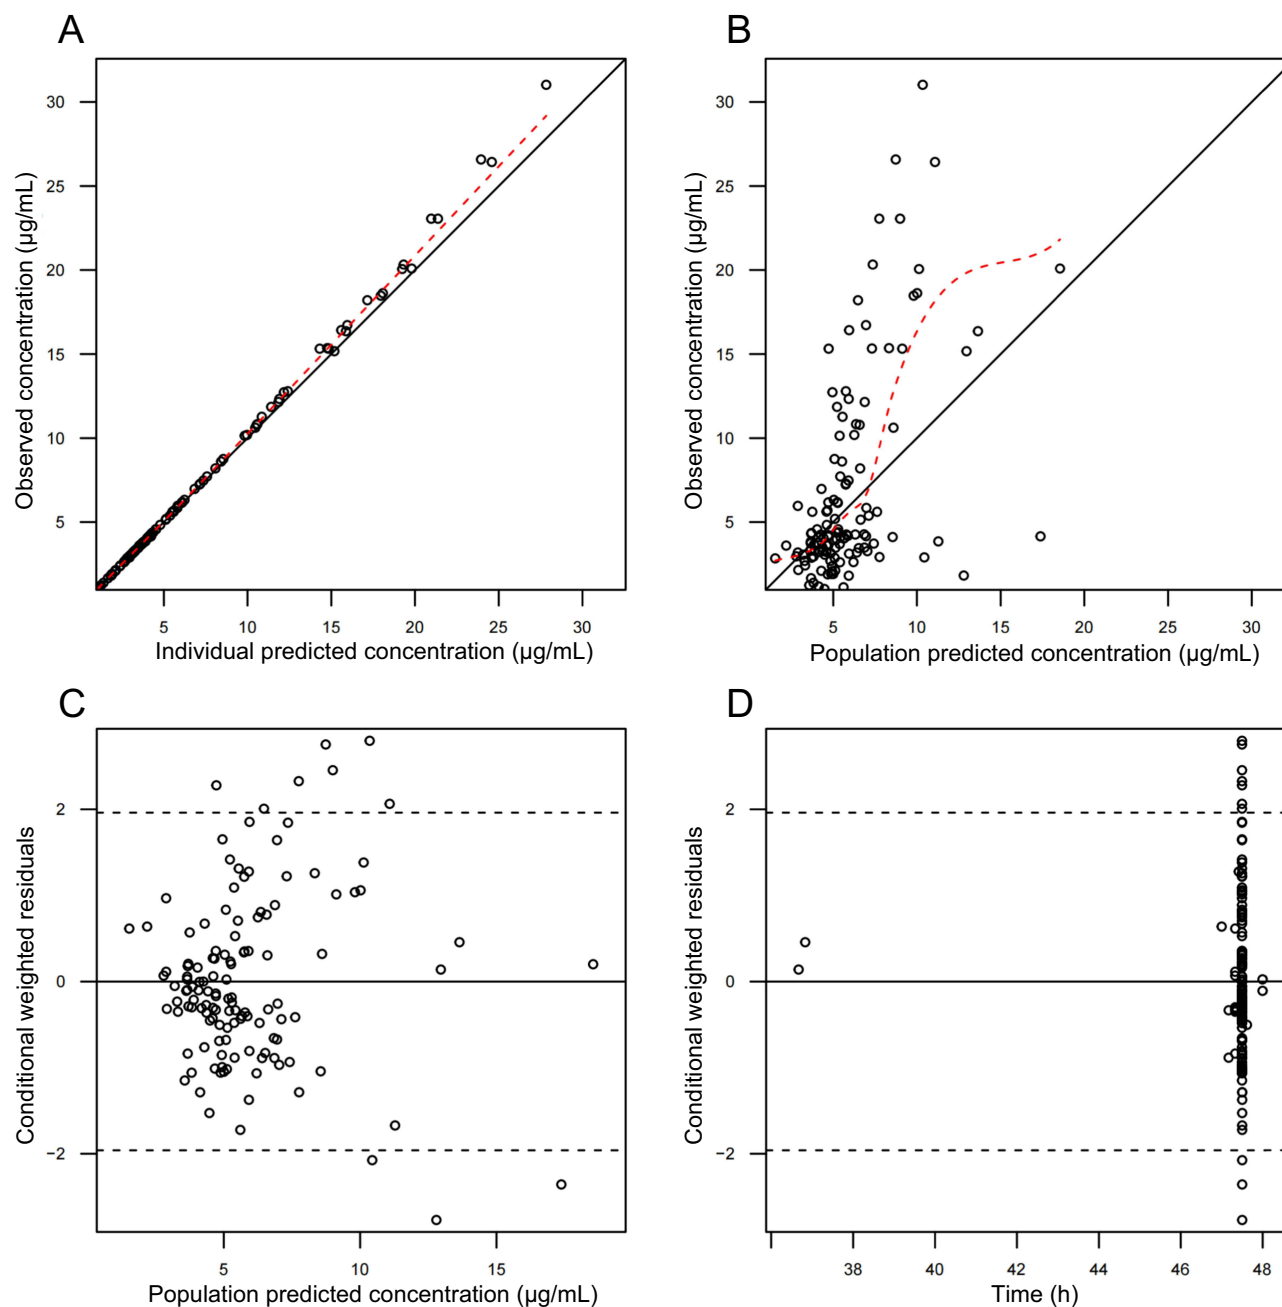 A
B
Observed concentration (µg/mL)
30
25
20
15
10
5
5 10 15 20 25 30
Individual predicted concentration (µg/mL)
Observed concentration (µg/mL)
30
25
20
15
10
5
5 10 15 20 25 30
Population predicted concentration (µg/mL)
C
D
Conditional weighted residuals
2
0
−2
5 10 15
Population predicted concentration (µg/mL)
Conditional weighted residuals
2
0
−2
38 40 42 44 46 48
Time (h)